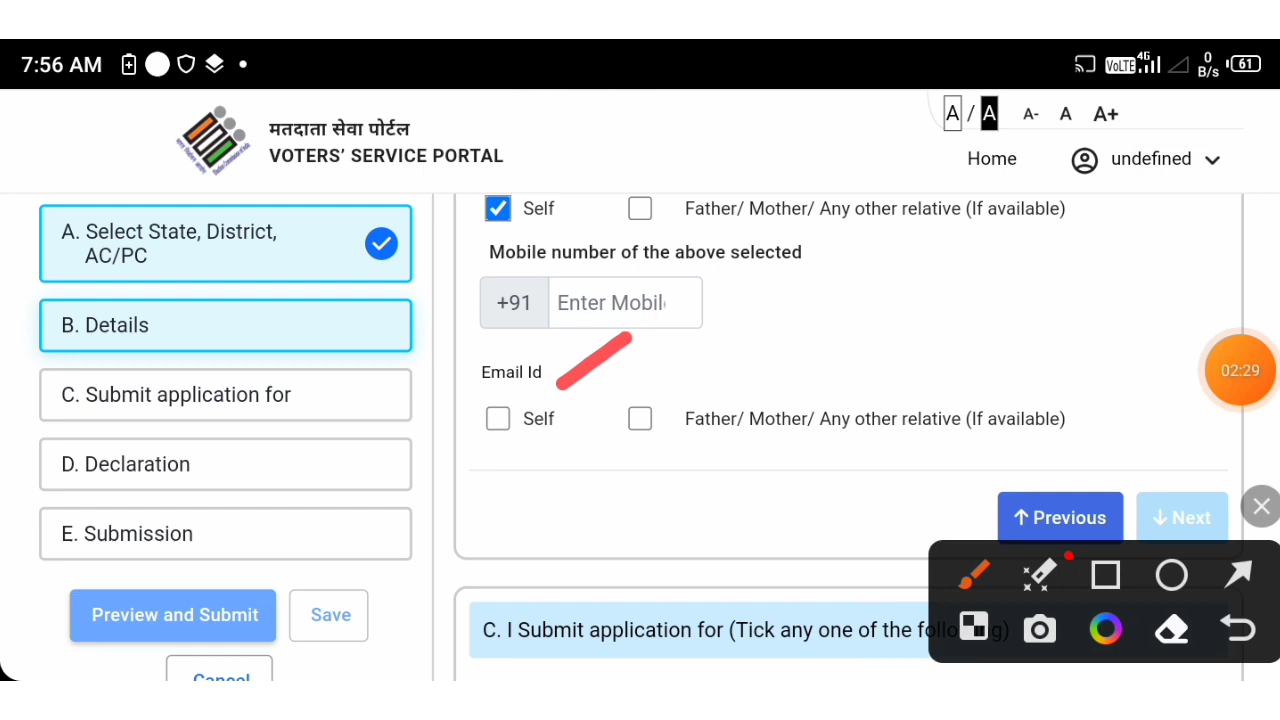 7:56 AM
VoLTE 4G 0 B/s 61
A / A A- A A+
मतदाता सेवा पोर्टल
VOTERS' SERVICE PORTAL
Home undefined
A. Select State, District,
AC/PC
B. Details
C. Submit application for
D. Declaration
E. Submission
Preview and Submit Save
Cancel
Self Father/ Mother/ Any other relative (If available)
Mobile number of the above selected
+91 Enter Mobil
Email Id
02:29
Self Father/ Mother/ Any other relative (If available)
Previous Next
C. I Submit application for (Tick any one of the following)